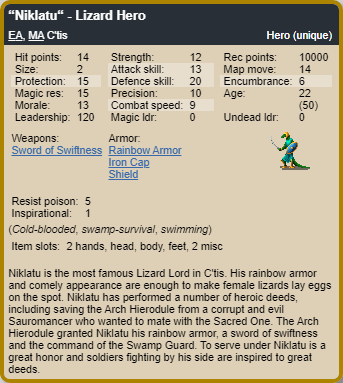 “Niklatu“ - Lizard Hero
EA, MA C'tis Hero (unique)
Hit points: 14 Strength: 12 Rec points: 10000
Size: 2 Attack skill: 13 Map move: 14
Protection: 15 Defence skill: 20 Encumbrance: 6
Magic res: 15 Precision: 10 Age: 22
Morale: 13 Combat speed: 9 (50)
Leadership: 120 Magic ldr: 0 Undead ldr: 0
Weapons: Armor:
Sword of Swiftness Rainbow Armor
Iron Cap
Shield
Resist poison: 5
Inspirational: 1
(Cold-blooded, swamp-survival, swimming)
Item slots: 2 hands, head, body, feet, 2 misc
Niklatu is the most famous Lizard Lord in C'tis. His rainbow armor
and comely appearance are enough to make female lizards lay eggs
on the spot. Niklatu has performed a number of heroic deeds,
including saving the Arch Hierodule from a corrupt and evil
Sauromancer who wanted to mate with the Sacred One. The Arch
Hierodule granted Niklatu his rainbow armor, a sword of swiftness
and the command of the Swamp Guard. To serve under Niklatu is a
great honor and soldiers fighting by his side are inspired to great
deeds.